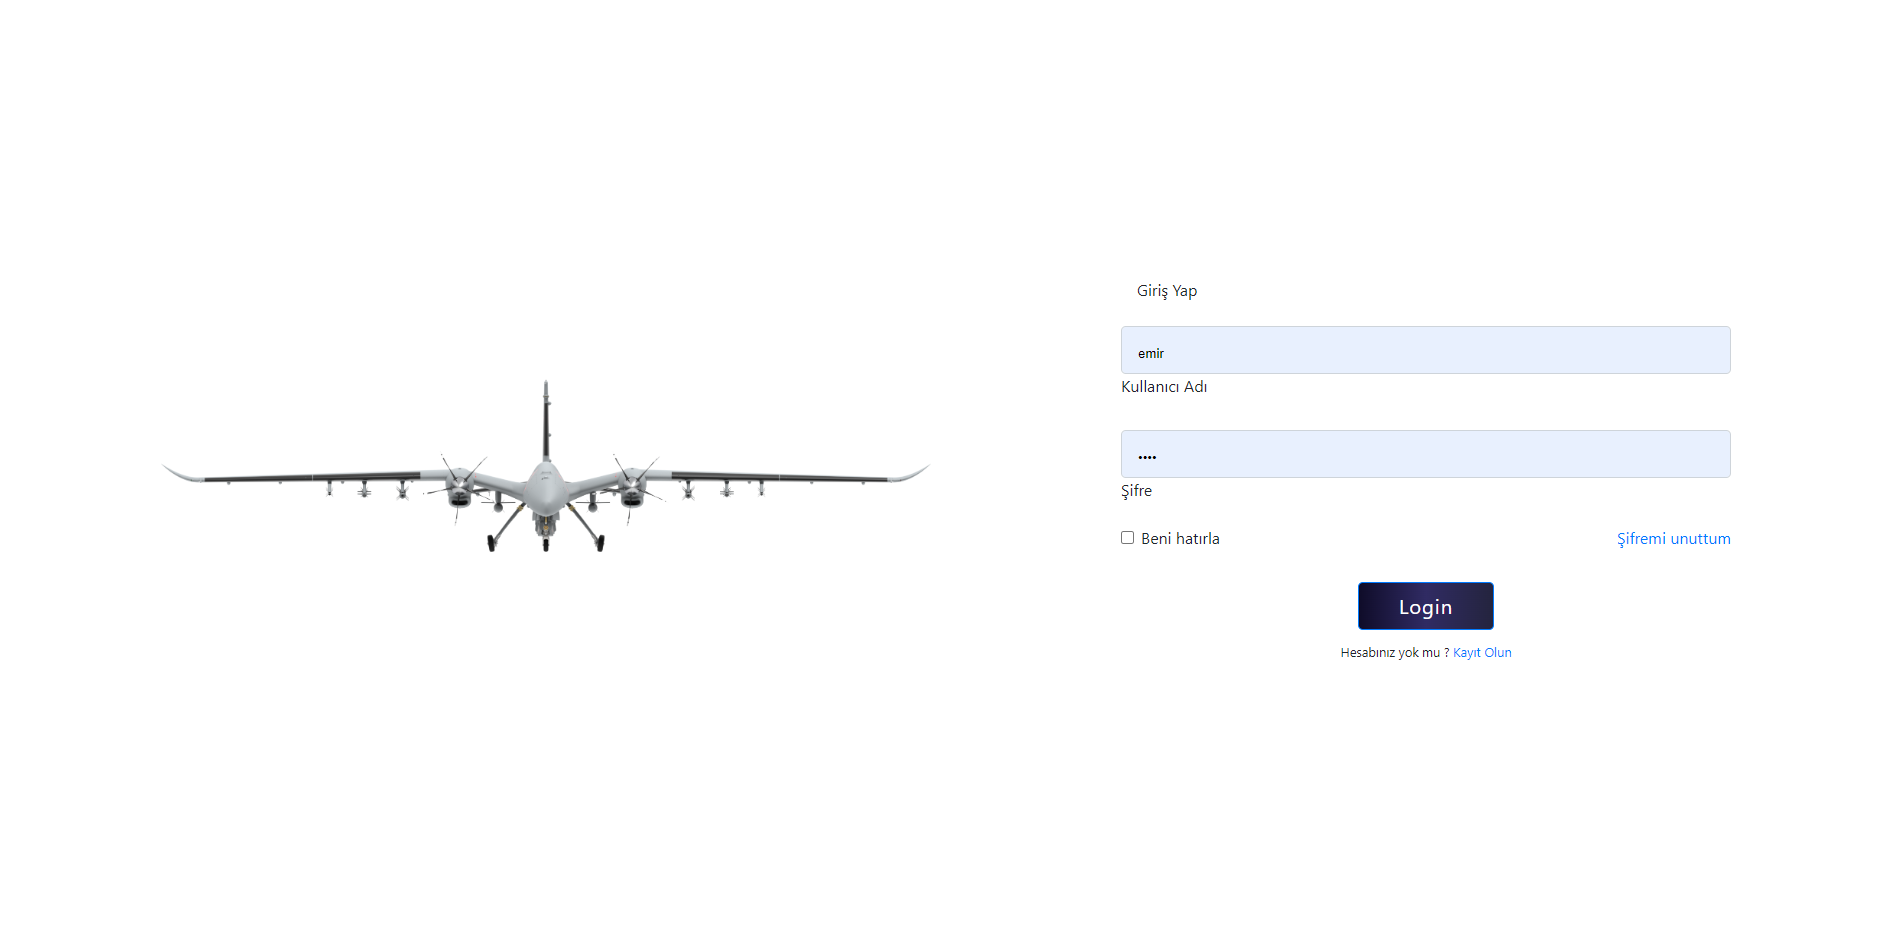 Giriş Yap
emir
Kullanıcı Adı
••••
Şifre
Beni hatırla
Şifremi unuttum
Login
Hesabınız yok mu ? Kayıt Olun